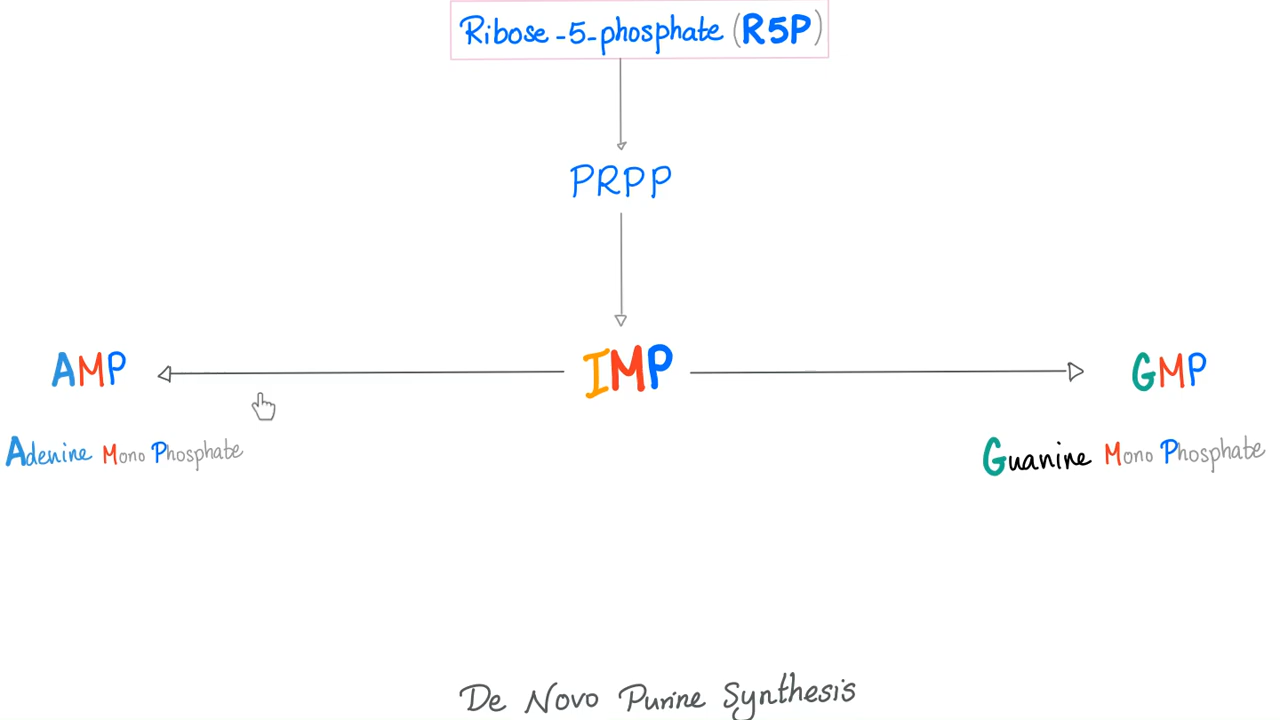 Ribose-5-phosphate (R5P)
PRPP
AMP
IMP
GMP
Adenine Mono Phosphate
Guanine Mono Phosphate
De Novo Purine Synthesis